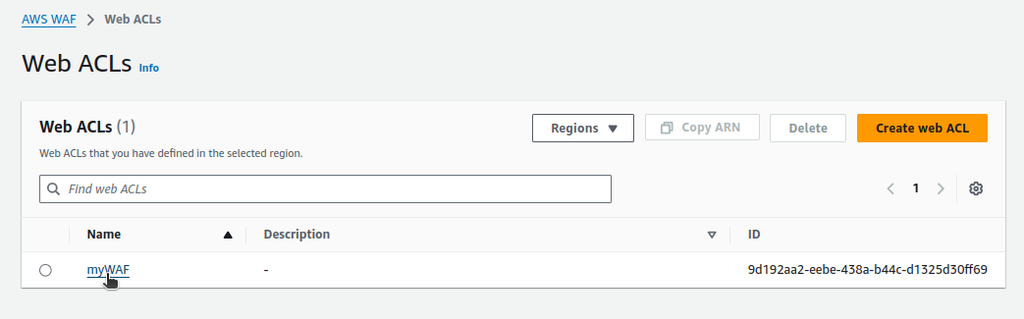 AWS WAF > Web ACLs
Web ACLs Info
Web ACLs (1) Regions Copy ARN Delete Create web ACL
Web ACLs that you have defined in the selected region.
Find web ACLs 1
Name Description ID
myWAF - 9d192aa2-eebe-438a-b44c-d1325d30ff69